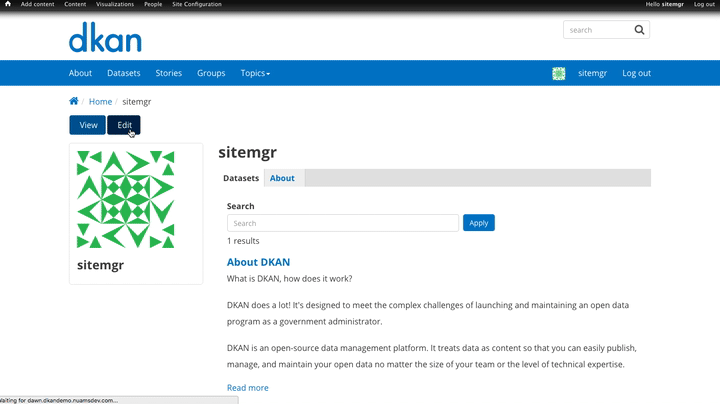 Add content Content Visualizations People Site Configuration Hello sitemgr Log out
dkan
search
About Datasets Stories Groups Topics sitemgr Log out
/ Home / sitemgr
View Edit
sitemgr
sitemgr
Datasets About
Search
Search Apply
1 results
About DKAN
What is DKAN, how does it work?
DKAN does a lot! It's designed to meet the complex challenges of launching and maintaining an open data
program as a government administrator.
DKAN is an open-source data management platform. It treats data as content so that you can easily publish,
manage, and maintain your open data no matter the size of your team or the level of technical expertise.
Read more
Waiting for dawn.dkandemo.nuamsdev.com...